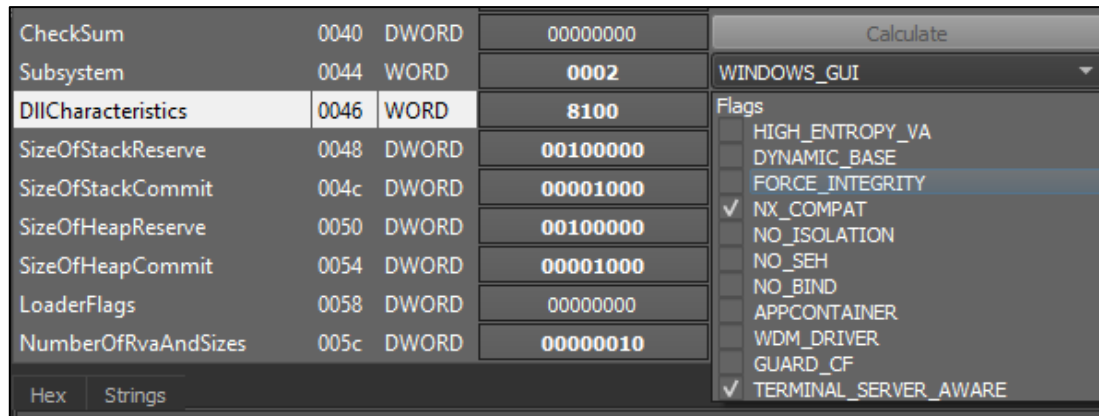 CheckSum 0040 DWORD 00000000 Calculate
Subsystem 0044 WORD 0002 WINDOWS_GUI
DllCharacteristics 0046 WORD 8100 Flags
HIGH_ENTROPY_VA
DYNAMIC_BASE
SizeOfStackReserve 0048 DWORD 00100000
FORCE_INTEGRITY
SizeOfStackCommit 004c DWORD 00001000
NX_COMPAT
SizeOfHeapReserve 0050 DWORD 00100000
NO_ISOLATION
NO_SEH
SizeOfHeapCommit 0054 DWORD 00001000
NO_BIND
LoaderFlags 0058 DWORD 00000000
APPCONTAINER
WDM_DRIVER
NumberOfRvaAndSizes 005c DWORD 00000010
GUARD_CF
TERMINAL_SERVER_AWARE
Hex Strings